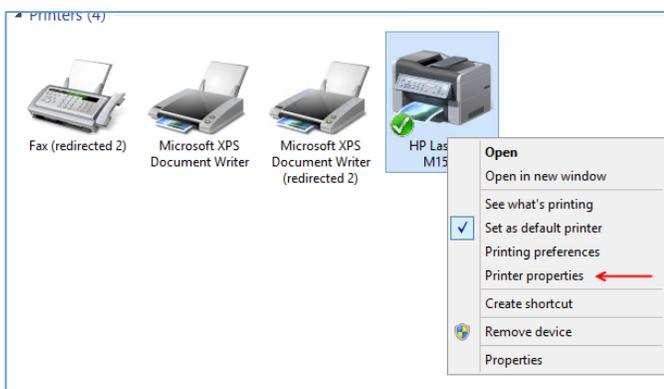 Printers (4)
Fax (redirected 2)
Microsoft XPS
Document Writer
Microsoft XPS
Document Writer
(redirected 2)
HP Las
M15
Open
Open in new window
See what's printing
Set as default printer
Printing preferences
Printer properties
Create shortcut
Remove device
Properties